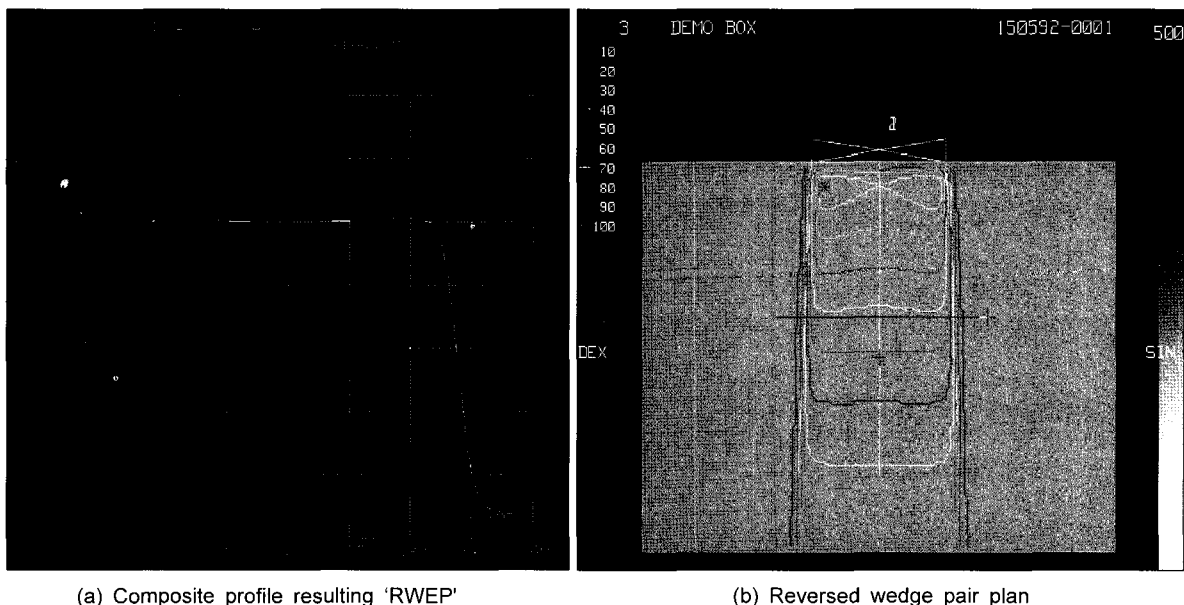 3 DEMO BOX 150592-0001 500
10
20
30
40
50
60
70
80
90
100
DEX
SIN
(a) Composite profile resulting 'RWEP'
(b) Reversed wedge pair plan